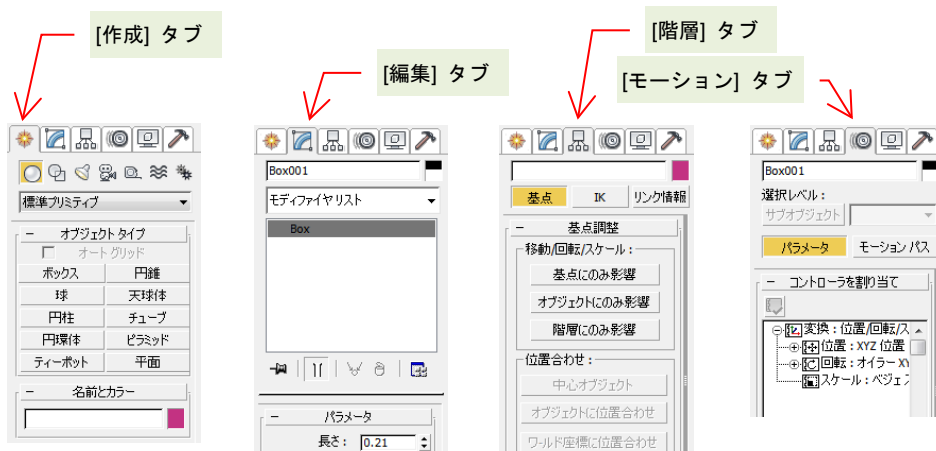 [作成] タブ
[編集] タブ
[階層] タブ
[モーション] タブ
標準プリミティブ
− オブジェクト タイプ
オート グリッド
ボックス 円錐
球 天球体
円柱 チューブ
円環体 ピラミッド
ティーポット 平面
− 名前とカラー
Box001
モディファイヤ リスト
Box
− パラメータ
長さ : 0.21
基点 IK リンク情報
− 基点調整
移動/回転/スケール :
基点にのみ影響
オブジェクトにのみ影響
階層にのみ影響
位置合わせ :
中心オブジェクト
オブジェクトに位置合わせ
ワールド座標に位置合わせ
Box001
選択レベル :
サブオブジェクト
パラメータ モーション パス
− コントローラを割り当て
変換 : 位置/回転/ス
位置 : XYZ 位置
回転 : オイラー XY
スケール : ベジェ